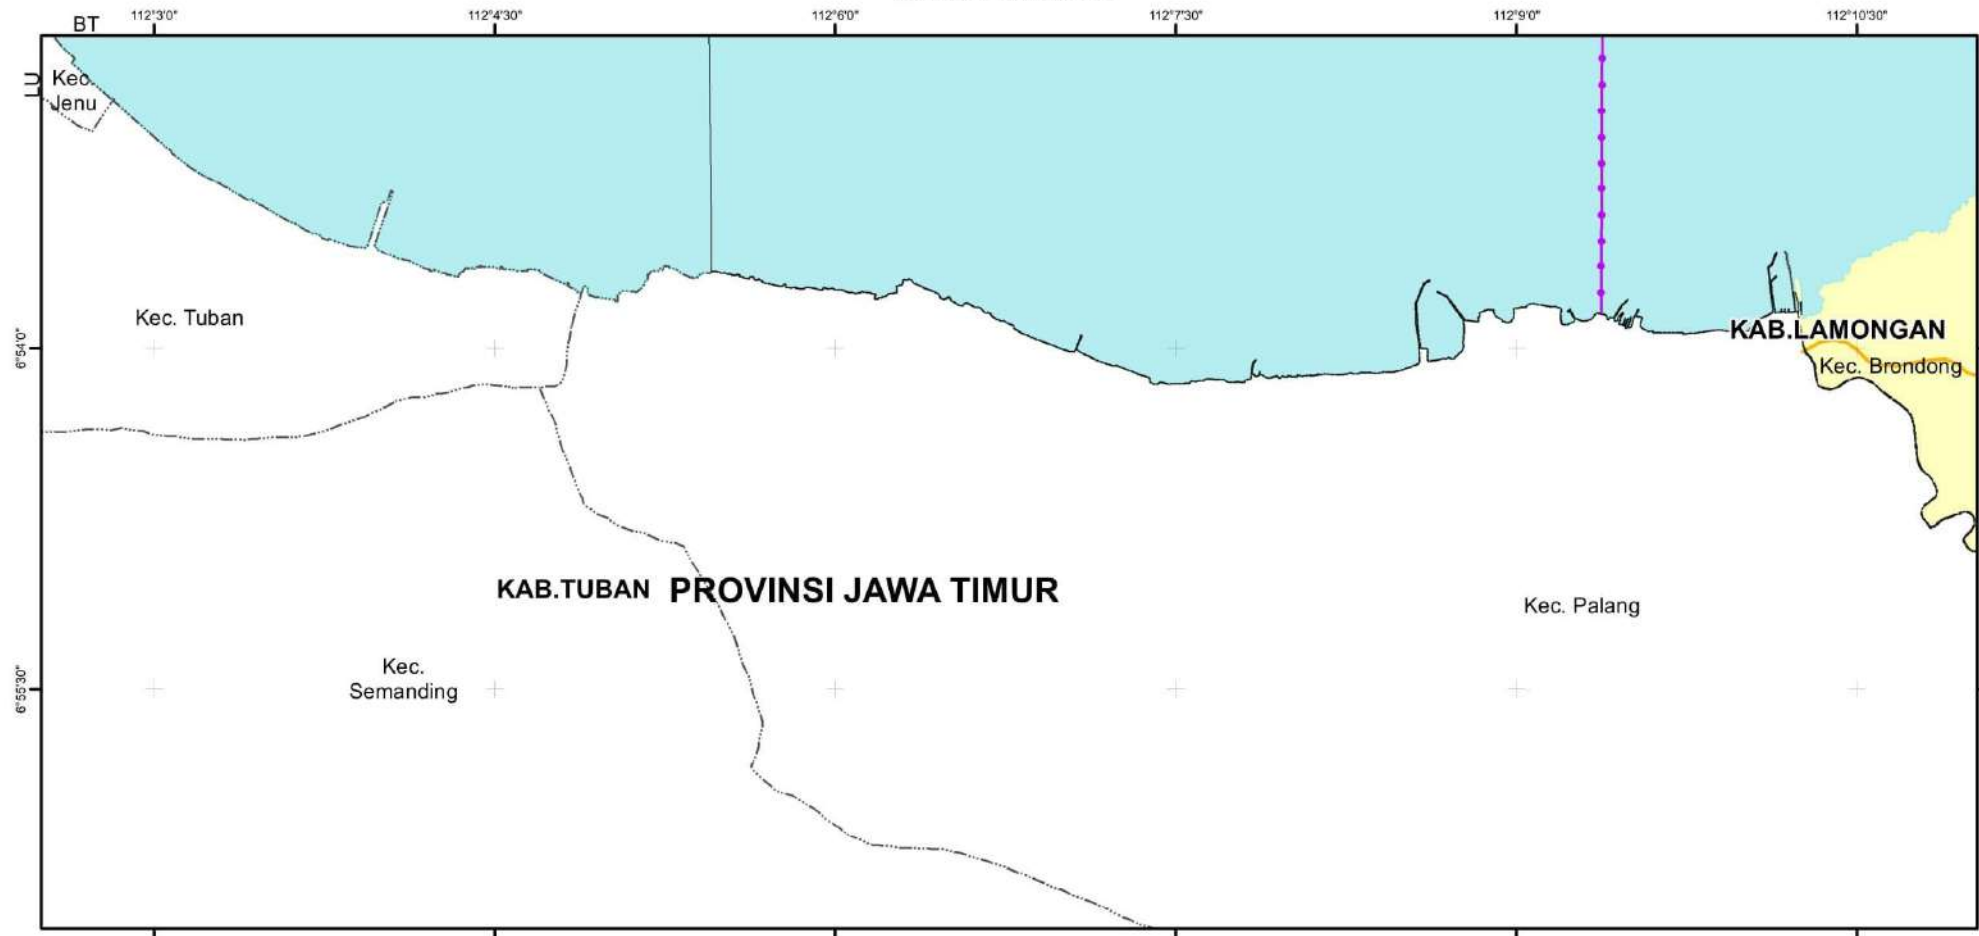 BT
112°3'0"
112°4'30"
112°6'0"
112°7'30"
112°9'0"
112°10'30"
LU
Kec.
Jenu
Kec. Tuban
6°54'0"
KAB.LAMONGAN
Kec. Brondong
KAB.TUBAN
PROVINSI JAWA TIMUR
Kec. Palang
Kec.
Semanding
6°55'30"